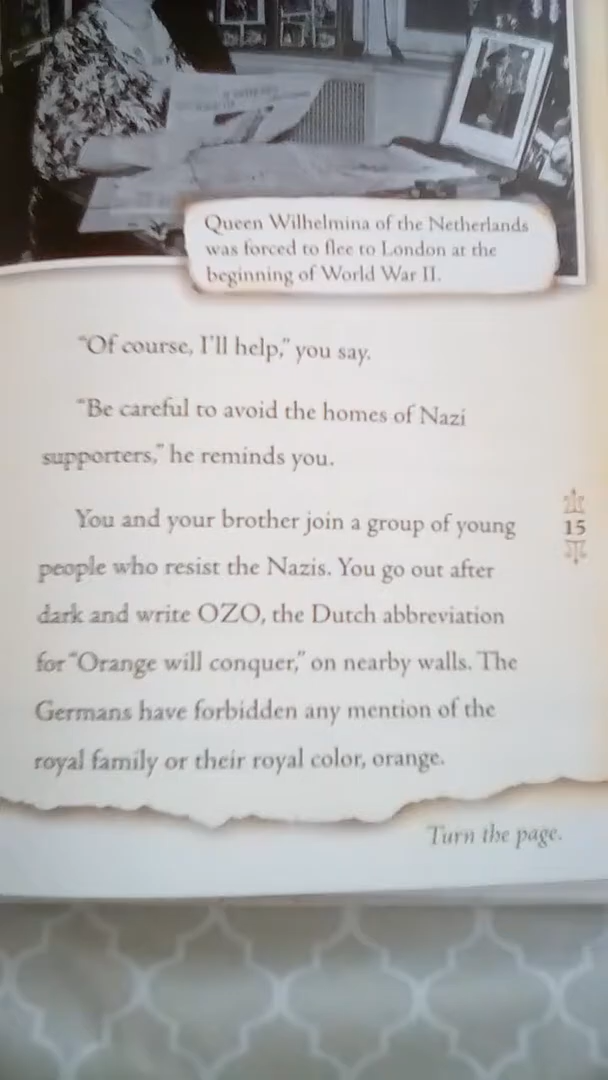 Queen Wilhelmina of the Netherlands
was forced to flee to London at the
beginning of World War II.
"Of course, I'll help," you say.
"Be careful to avoid the homes of Nazi
supporters," he reminds you.
You and your brother join a group of young
people who resist the Nazis. You go out after
dark and write OZO, the Dutch abbreviation
for "Orange will conquer," on nearby walls. The
Germans have forbidden any mention of the
royal family or their royal color, orange.
15
Turn the page.